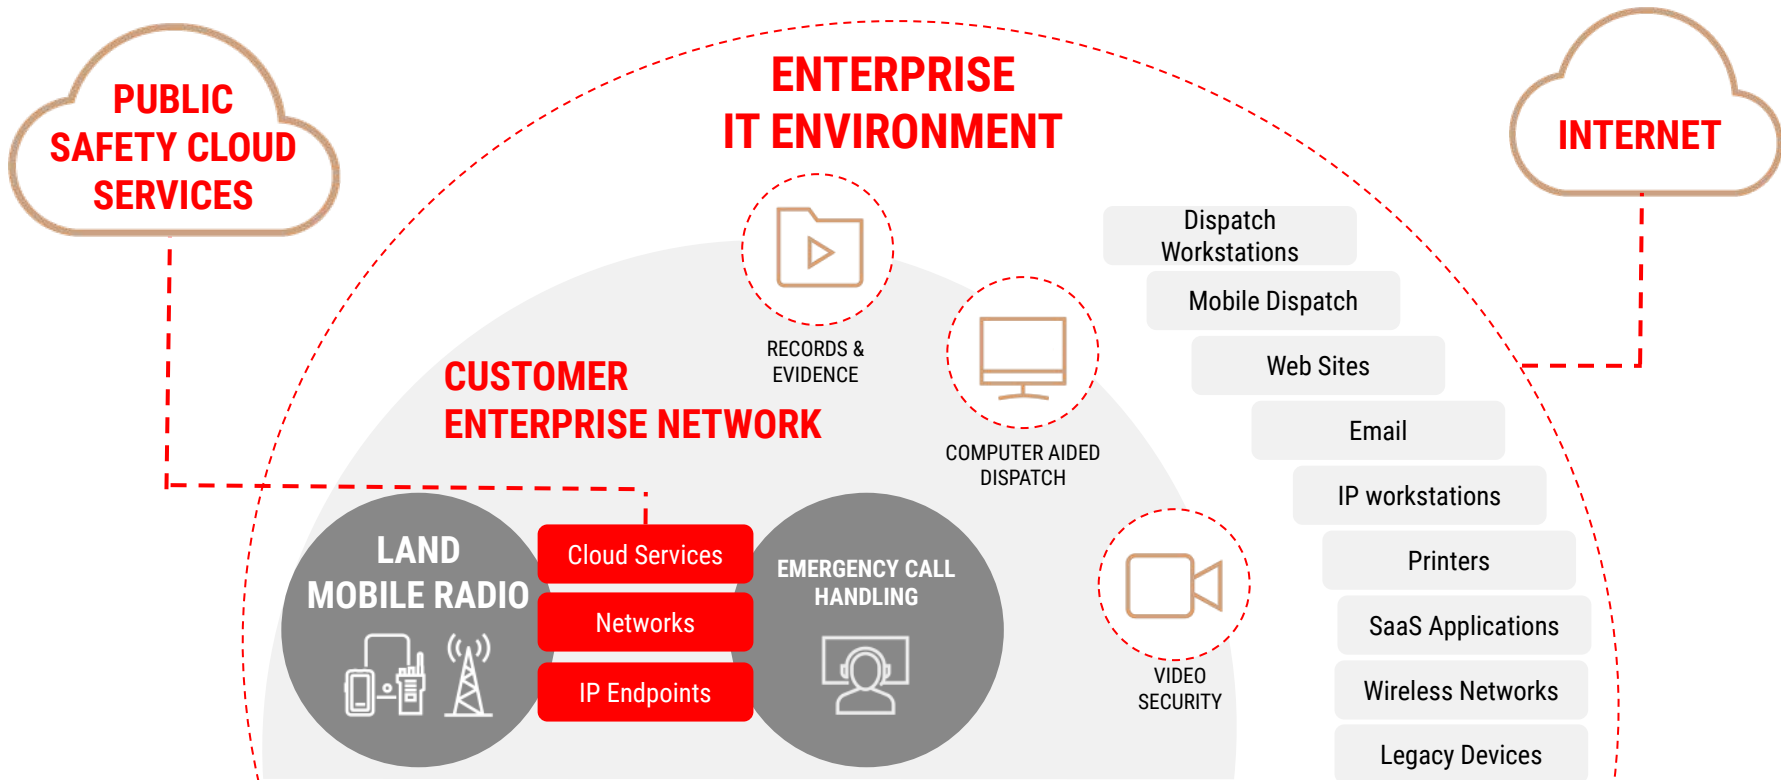 PUBLIC
SAFETY CLOUD
SERVICES
ENTERPRISE
IT ENVIRONMENT
INTERNET
RECORDS &
EVIDENCE
COMPUTER AIDED
DISPATCH
VIDEO
SECURITY
CUSTOMER
ENTERPRISE NETWORK
LAND
MOBILE RADIO
Cloud Services
Networks
IP Endpoints
EMERGENCY CALL
HANDLING
Dispatch
Workstations
Mobile Dispatch
Web Sites
Email
IP workstations
Printers
SaaS Applications
Wireless Networks
Legacy Devices